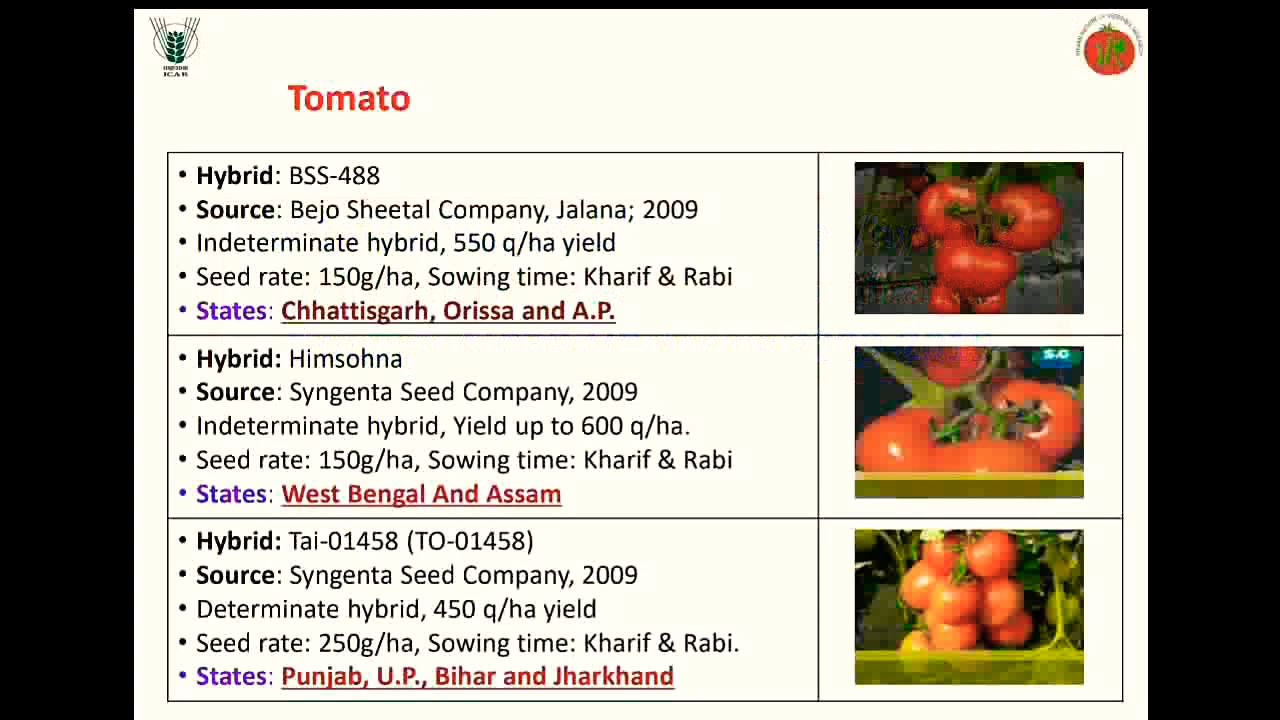 ICAR
Tomato
• Hybrid: BSS-488
• Source: Bejo Sheetal Company, Jalana; 2009
• Indeterminate hybrid, 550 q/ha yield
• Seed rate: 150g/ha, Sowing time: Kharif & Rabi
• States: Chhattisgarh, Orissa and A.P.
• Hybrid: Himsohna
• Source: Syngenta Seed Company, 2009
• Indeterminate hybrid, Yield up to 600 q/ha.
• Seed rate: 150g/ha, Sowing time: Kharif & Rabi
• States: West Bengal And Assam
S.G
• Hybrid: Tai-01458 (TO-01458)
• Source: Syngenta Seed Company, 2009
• Determinate hybrid, 450 q/ha yield
• Seed rate: 250g/ha, Sowing time: Kharif & Rabi.
• States: Punjab, U.P., Bihar and Jharkhand